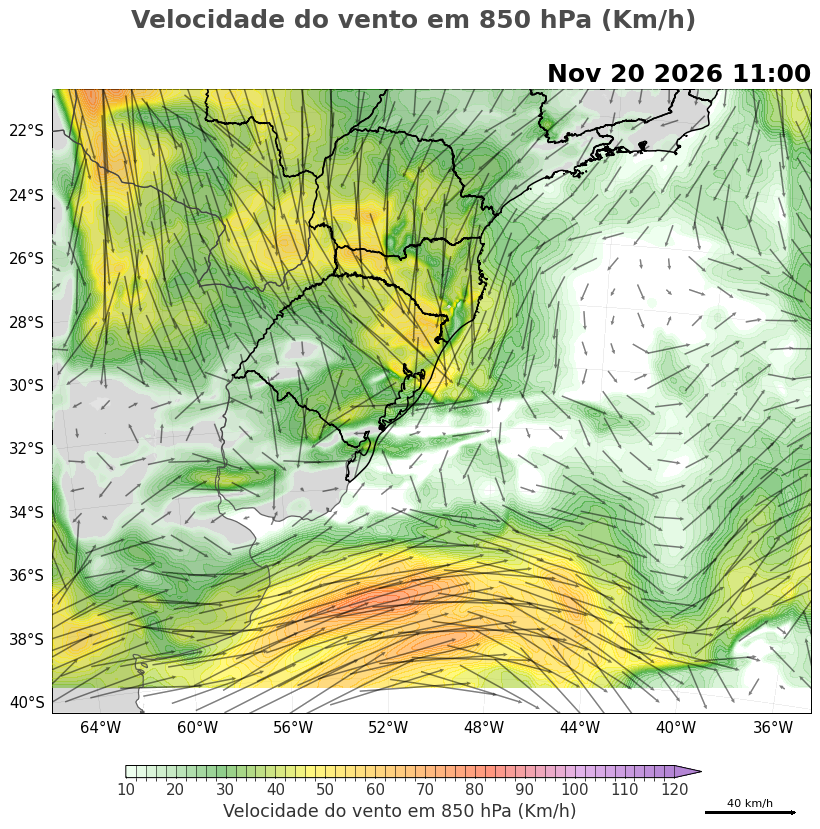 Velocidade do vento em 850 hPa (Km/h)
Nov 20 2026 11:00
22°S
24°S
26°S
28°S
30°S
32°S
34°S
36°S
38°S
40°S
64°W 60°W 56°W 52°W 48°W 44°W 40°W 36°W
10 20 30 40 50 60 70 80 90 100 110 120
Velocidade do vento em 850 hPa (Km/h)
40 km/h